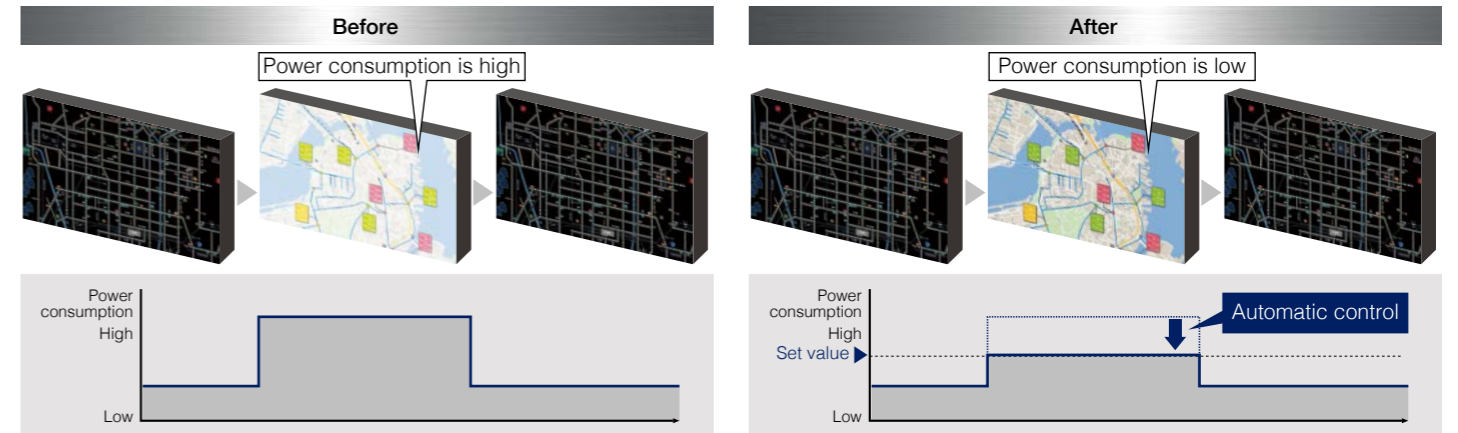 Before
Power consumption is high
Power
consumption
High
Low
After
Power consumption is low
Power
consumption
High
Set value
Low
Automatic control